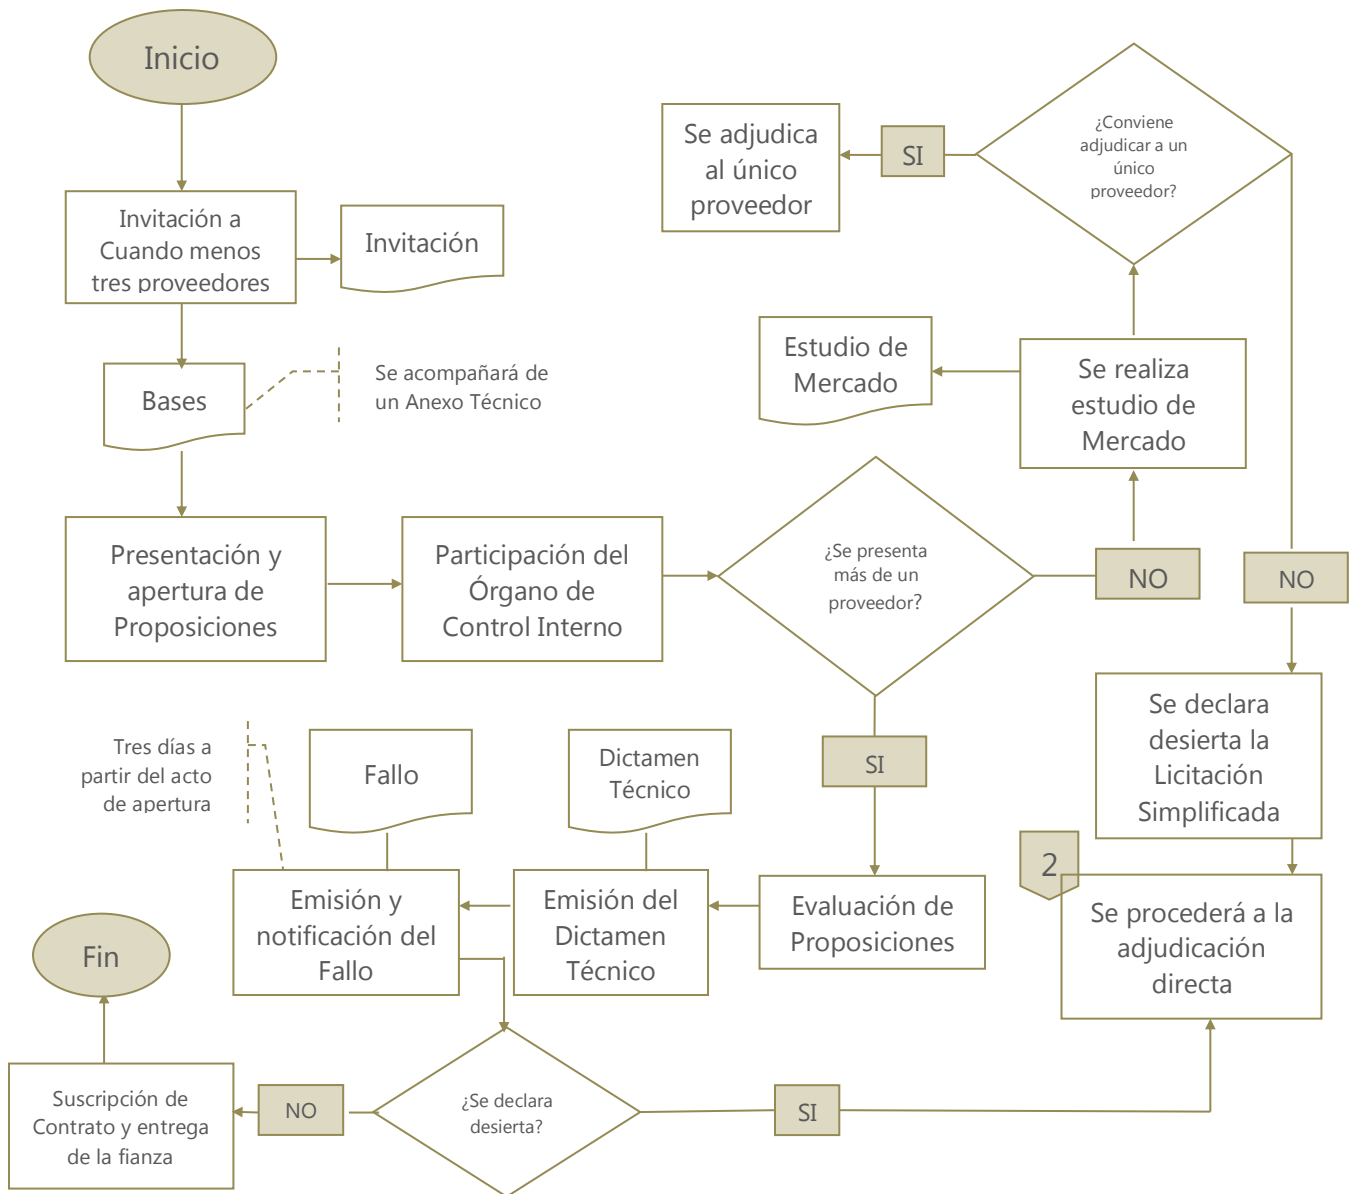 Inicio
Invitación a
Cuando menos
tres proveedores
Invitación
Bases
Se acompañará de
un Anexo Técnico
Presentación y
apertura de
Proposiciones
Participación del
Órgano de
Control Interno
¿Se presenta
más de un
proveedor?
NO
Se realiza
estudio de
Mercado
Estudio de
Mercado
¿Conviene
adjudicar a un
único
proveedor?
SI
Se adjudica
al único
proveedor
NO
Se declara
desierta la
Licitación
Simplificada
2
Se procederá a la
adjudicación
directa
SI
Evaluación de
Proposiciones
Dictamen
Técnico
Emisión del
Dictamen
Técnico
Fallo
Tres días a
partir del acto
de apertura
Emisión y
notificación del
Fallo
¿Se declara
desierta?
SI
NO
Suscripción de
Contrato y entrega
de la fianza
Fin